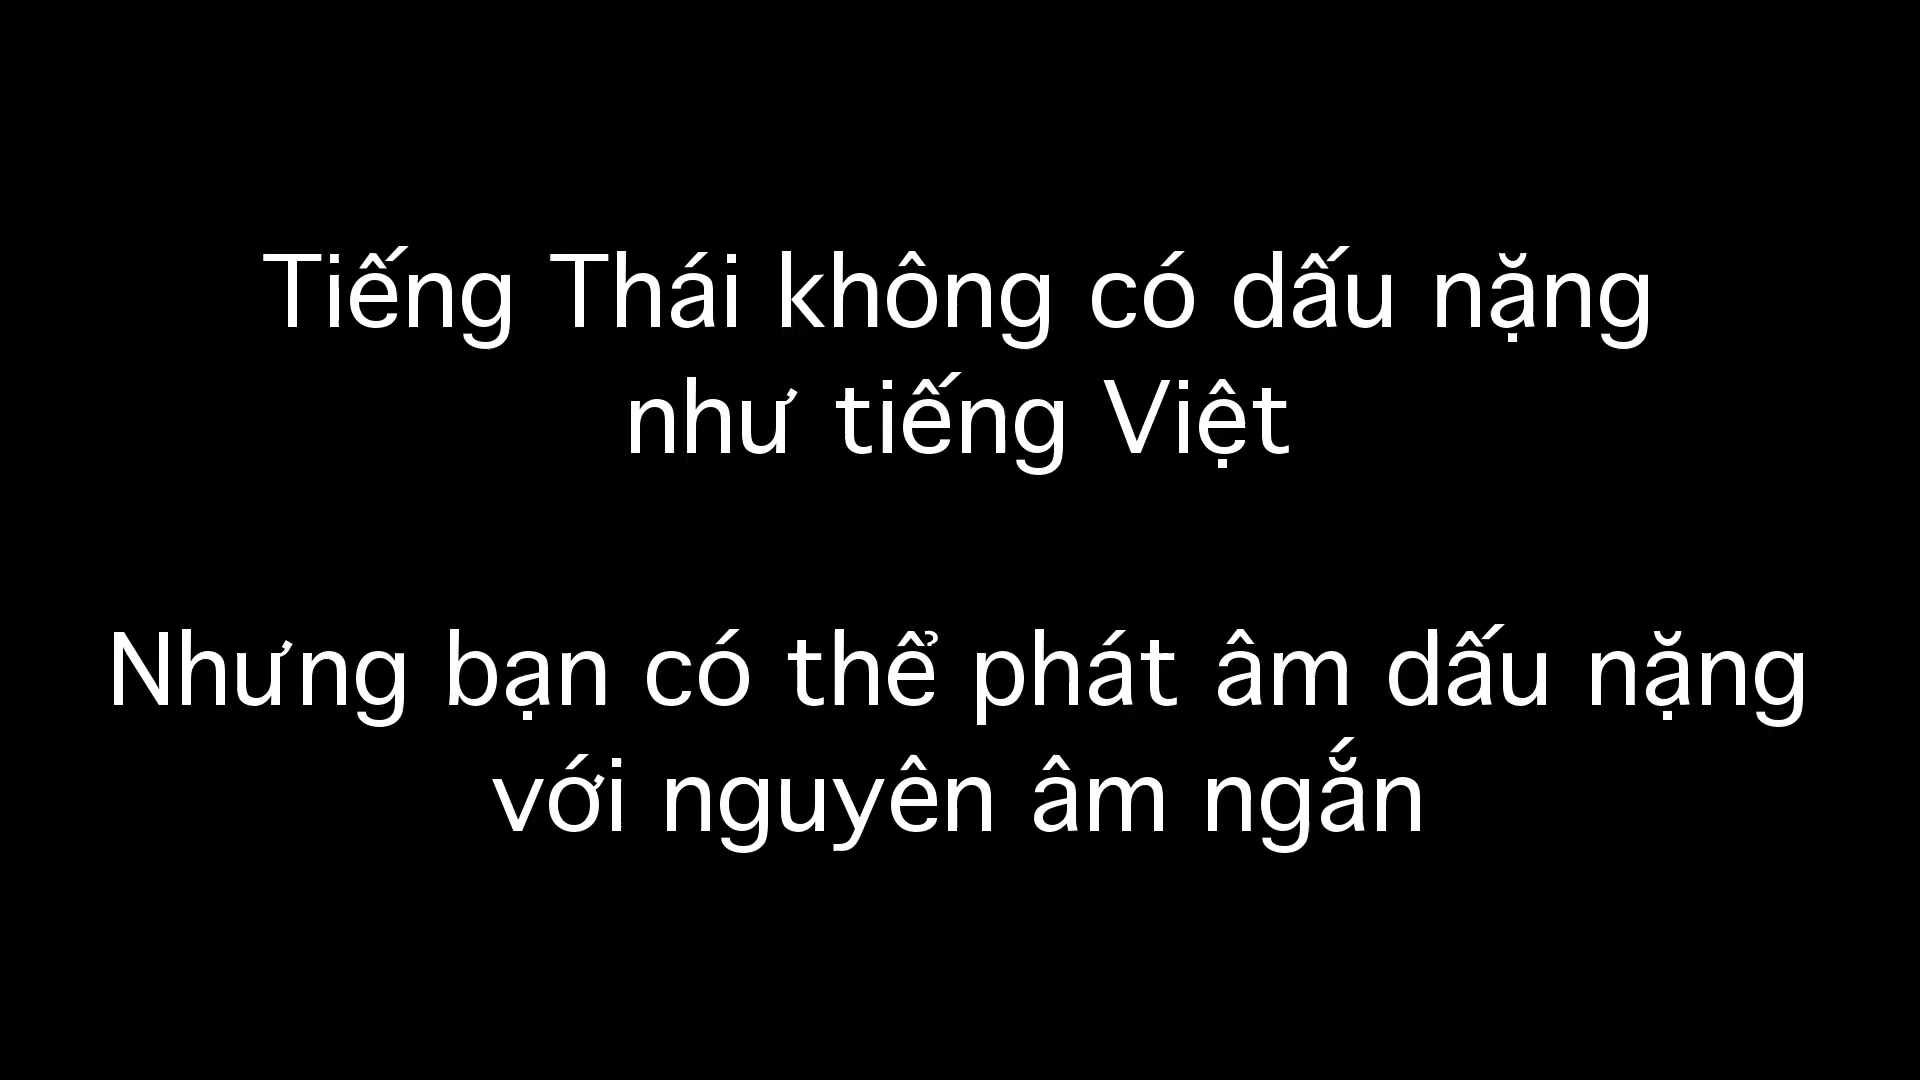 Tiếng Thái không có dấu nặng
như tiếng Việt
Nhưng bạn có thể phát âm dấu nặng
với nguyên âm ngắn